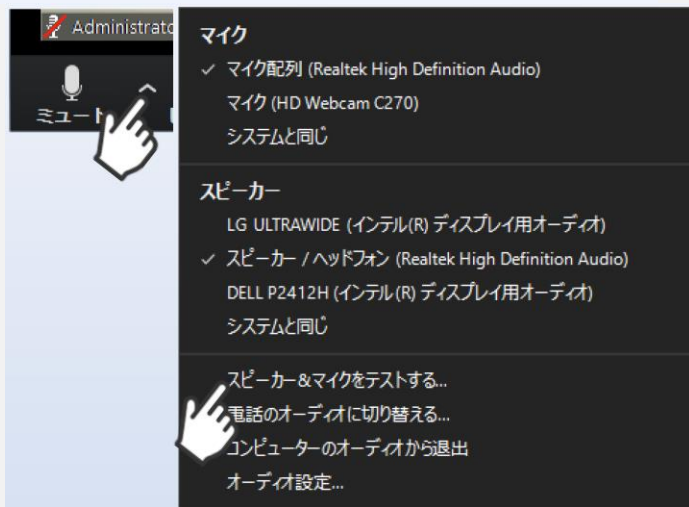 Administrato
ミュート
マイク
マイク配列 (Realtek High Definition Audio)
マイク (HD Webcam C270)
システムと同じ
スピーカー
LG ULTRAWIDE (インテル(R) ディスプレイ用オーディオ)
スピーカー / ヘッドフォン (Realtek High Definition Audio)
DELL P2412H (インテル(R) ディスプレイ用オーディオ)
システムと同じ
スピーカー&マイクをテストする...
電話のオーディオに切り替える...
コンピューターのオーディオから退出
オーディオ設定...